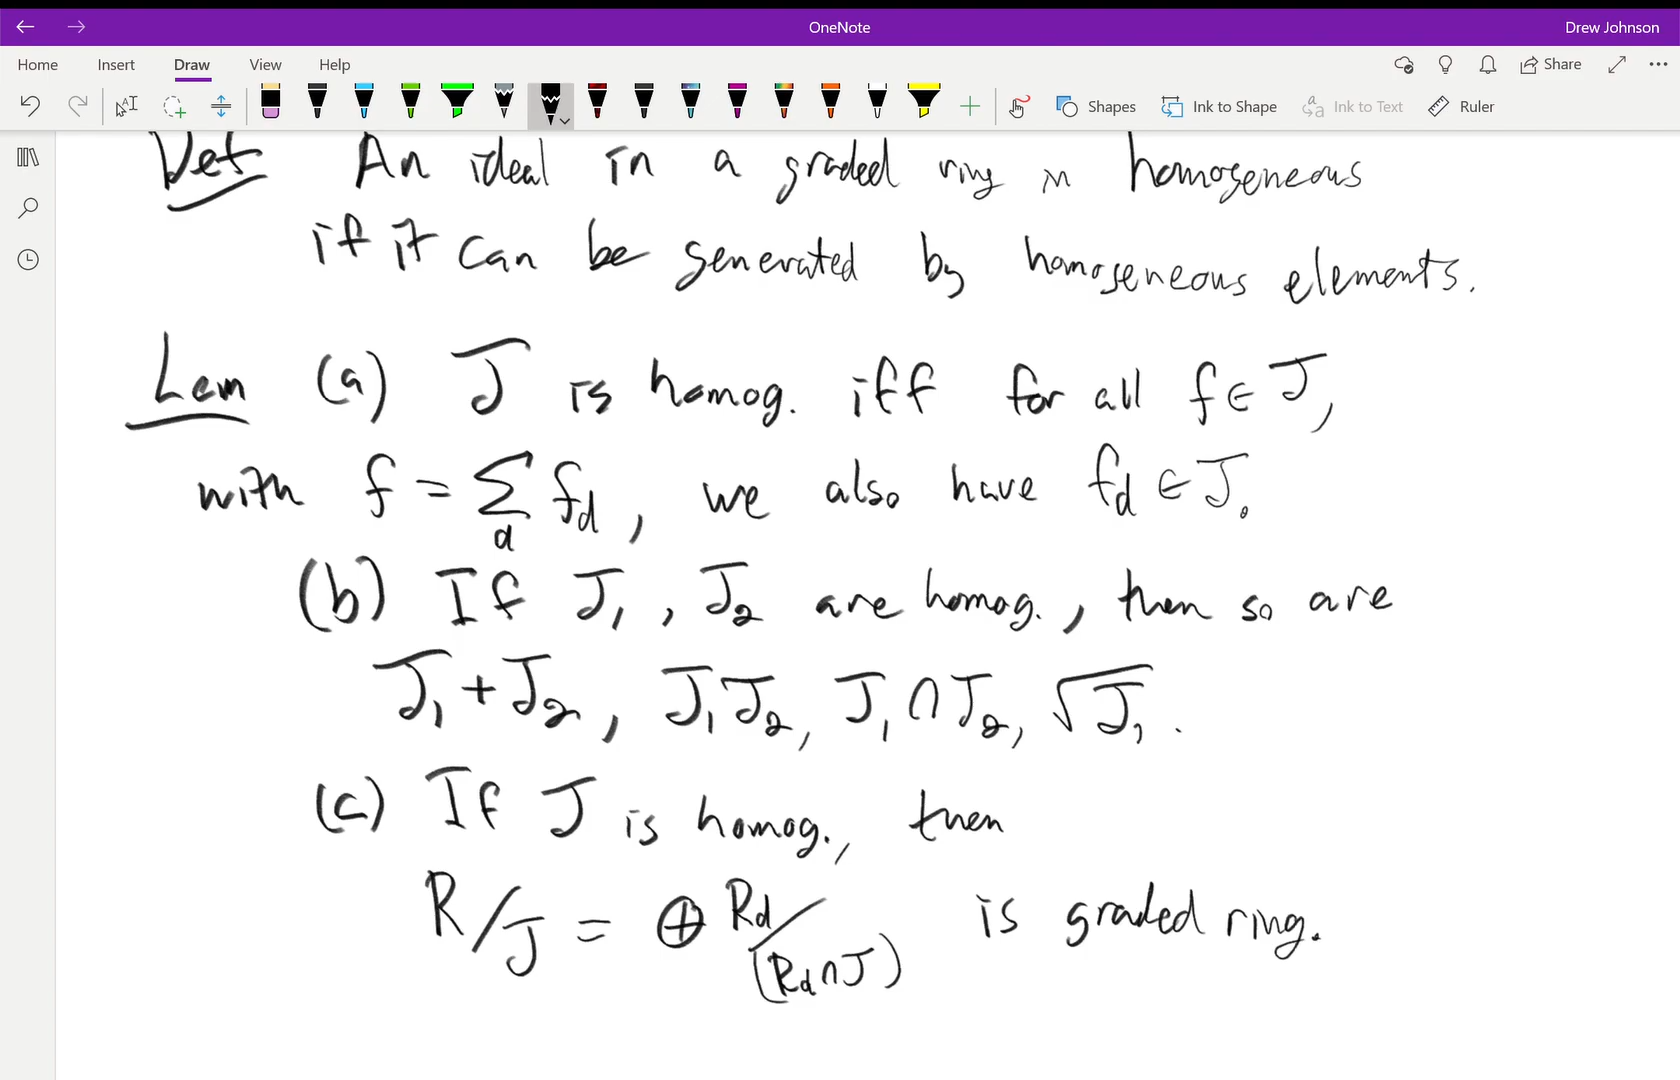 OneNote
Drew Johnson
Home Insert Draw View Help
Share
Shapes Ink to Shape Ink to Text Ruler
Def An ideal in a graded ring is homogeneous
if it can be generated by homogeneous elements.
Lem (a) J is homog. iff for all f ∈ J,
with f = ∑_d f_d, we also have f_d ∈ J.
(b) If J₁, J₂ are homog., then so are
J₁ + J₂, J₁J₂, J₁ ∩ J₂, √J₁.
(c) If J is homog., then
R/J = ⊕ R_d/(R_d ∩ J) is graded ring.